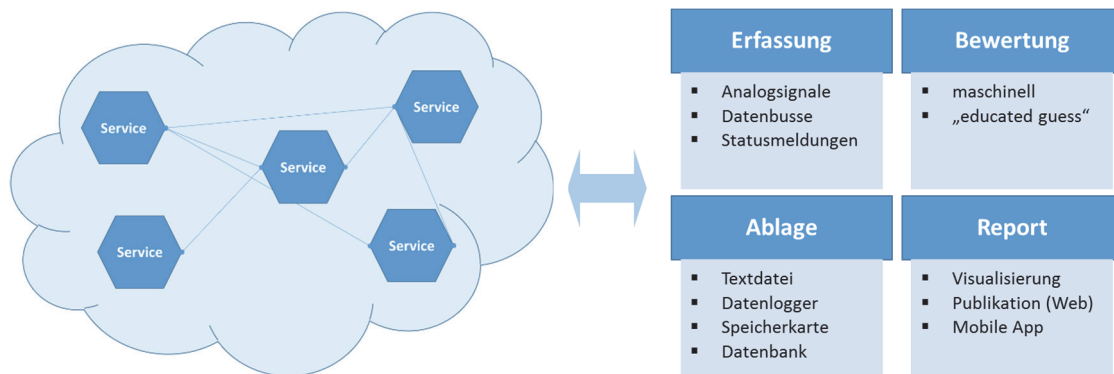 Service
Service
Service
Service
Service
Erfassung
Analogsignale
Datenbusse
Statusmeldungen
Bewertung
maschinell
„educated guess“
Ablage
Textdatei
Datenlogger
Speicherkarte
Datenbank
Report
Visualisierung
Publikation (Web)
Mobile App